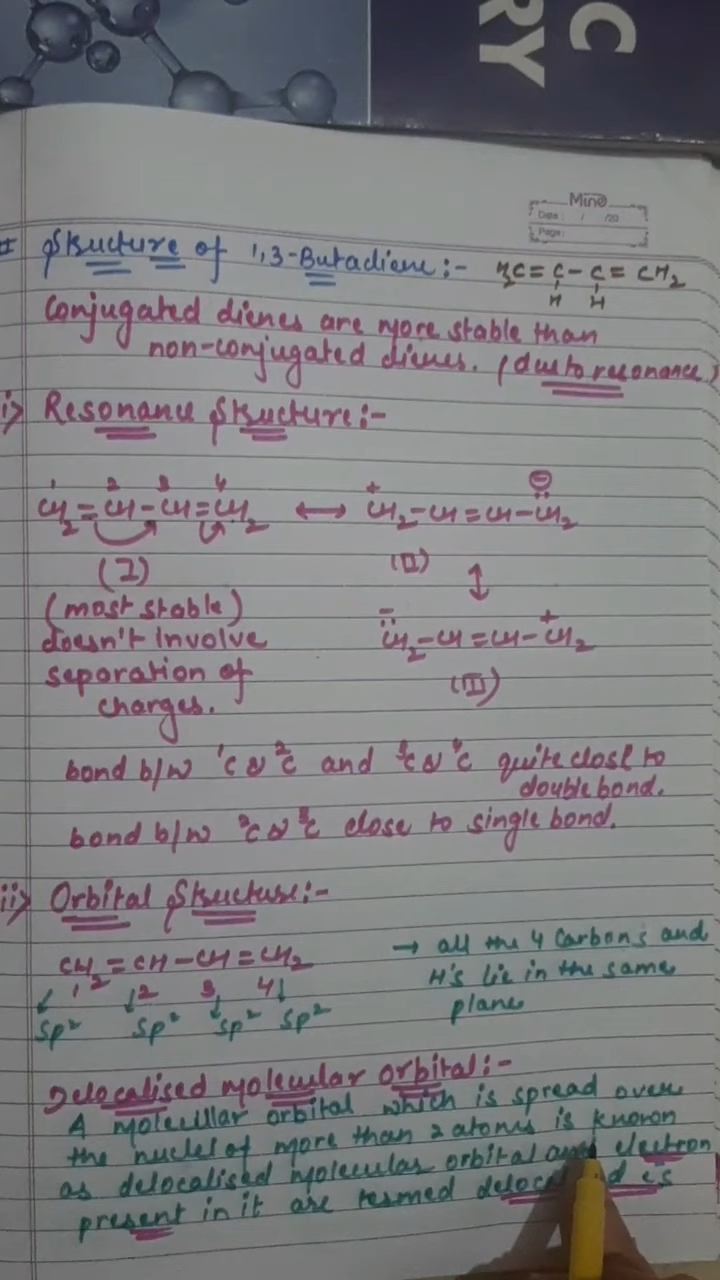 C
RY
Mino
Date : / /20
Page:
Structure of 1,3-Butadiene:- H2C=C-C=CH2
H H
Conjugated dienes are more stable than
non-conjugated dienes. (due to resonance)
i) Resonance Structure:-
1 2 3 4
CH2=CH-CH=CH2 ⟷ +CH2-CH=CH-C̈H2 ⊖
(I) (II)
↕
(most stable)
doesn't involve
separation of
charges.
-C̈H2-CH=CH-CH2+
(III)
bond b/w ¹C & ²C and ³C & ⁴C quite close to
double bond.
bond b/w ²C & ³C close to single bond.
ii) Orbital Structure:-
CH2=CH-CH=CH2
1 2 3 4
sp² sp² sp² sp²
→ all the 4 carbons and
H's lie in the same
plane
Delocalised molecular orbital:-
A molecular orbital which is spread over
the nuclei of more than 2 atoms is known
as delocalised molecular orbital and electron
present in it are termed es